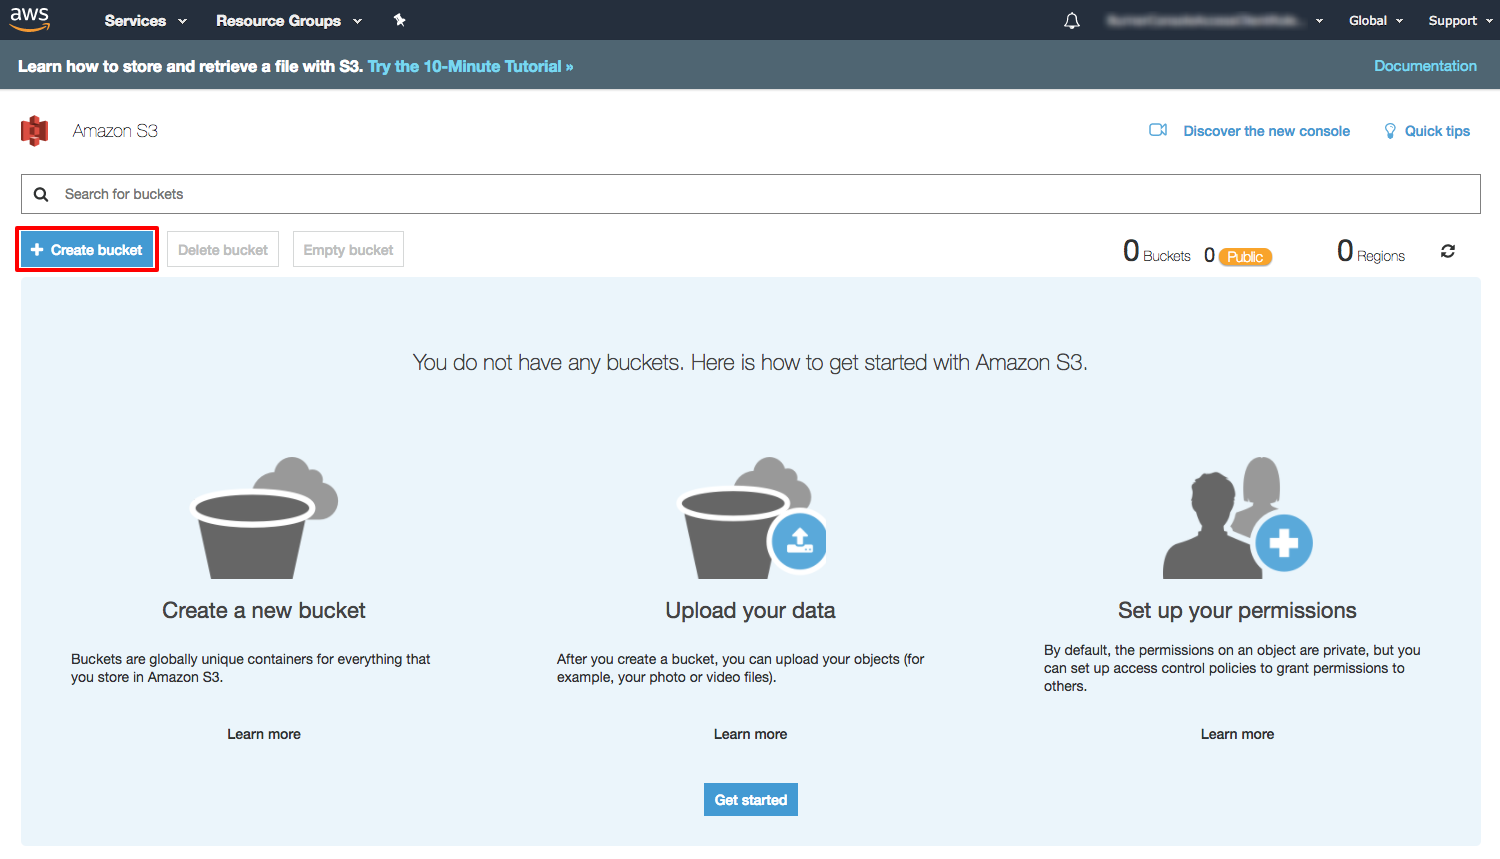 aws Services Resource Groups Global Support
Learn how to store and retrieve a file with S3. Try the 10-Minute Tutorial » Documentation
Amazon S3 Discover the new console Quick tips
Search for buckets
Create bucket Delete bucket Empty bucket 0 Buckets 0 Public 0 Regions
You do not have any buckets. Here is how to get started with Amazon S3.
Create a new bucket
Buckets are globally unique containers for everything that
you store in Amazon S3.
Learn more
Upload your data
After you create a bucket, you can upload your objects (for
example, your photo or video files).
Learn more
Set up your permissions
By default, the permissions on an object are private, but you
can set up access control policies to grant permissions to
others.
Learn more
Get started